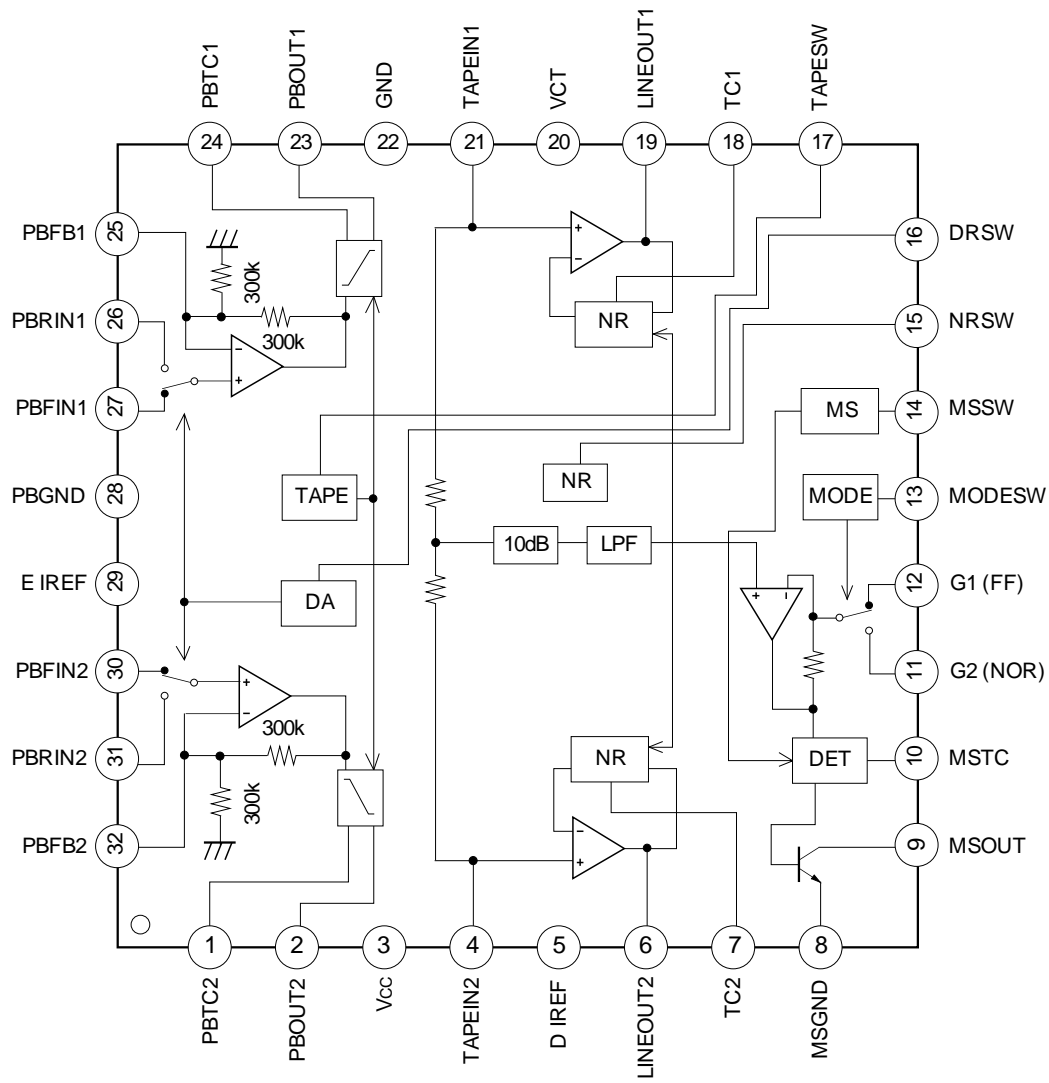 PBTC1
PBOUT1
GND
TAPEIN1
VCT
LINEOUT1
TC1
TAPESW
24
23
22
21
20
19
18
17
PBFB1
25
16
DRSW
300k
300k
NR
PBRIN1
26
15
NRSW
PBFIN1
27
MS
14
MSSW
PBGND
28
TAPE
NR
MODE
13
MODESW
10dB
LPF
E IREF
29
DA
12
G1 (FF)
PBFIN2
30
11
G2 (NOR)
300k
PBRIN2
31
NR
DET
10
MSTC
300k
PBFB2
32
9
MSOUT
1
2
3
4
5
6
7
8
PBTC2
PBOUT2
Vcc
TAPEIN2
D IREF
LINEOUT2
TC2
MSGND